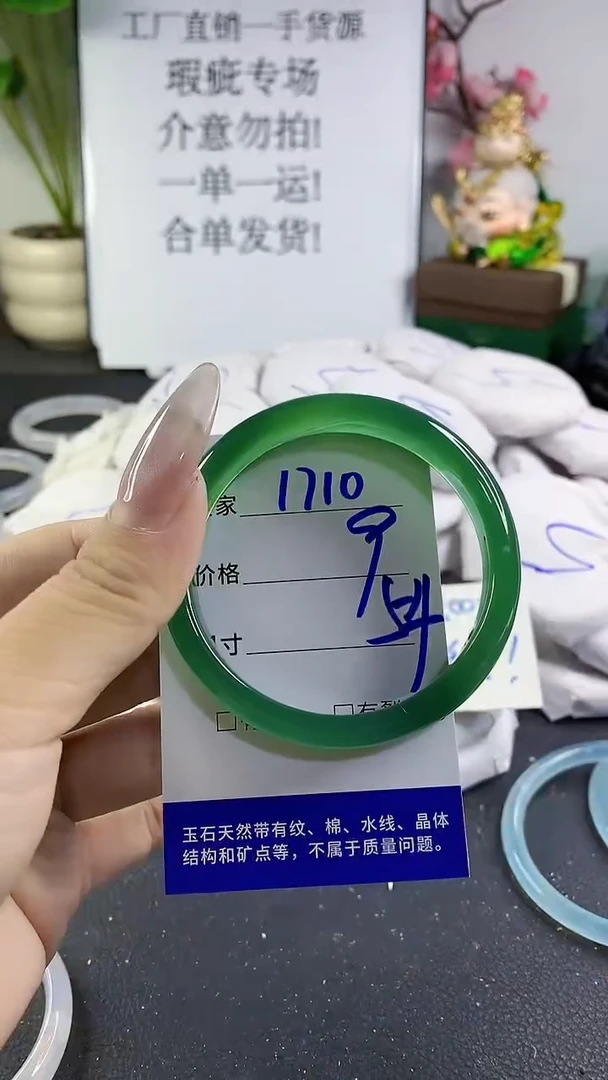 工厂直销一手货源
瑕疵专场
介意勿拍!
一单一运!
合单发货!
家 1710
价格
寸
玉石天然带有纹、棉、水线、晶体
结构和矿点等，不属于质量问题。